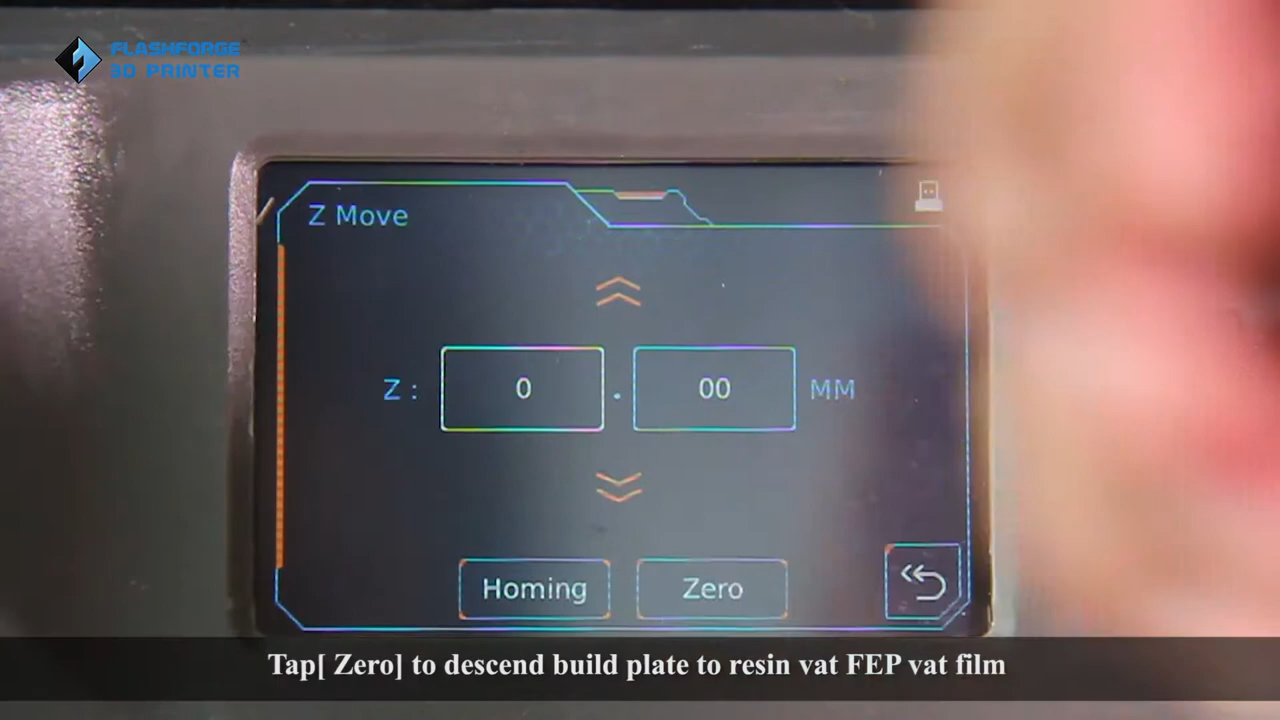 FLASHFORGE
3D PRINTER
Z Move
Z : 0 . 00 MM
Homing Zero
Tap[ Zero] to descend build plate to resin vat FEP vat film